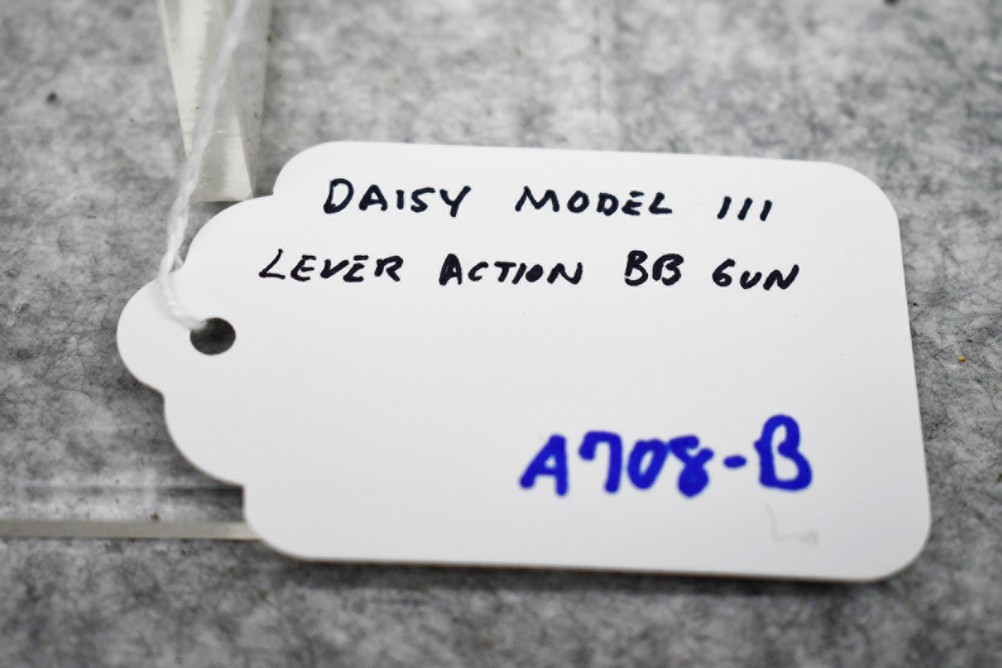 DAISY MODEL 111
LEVER ACTION BB GUN
A708-B